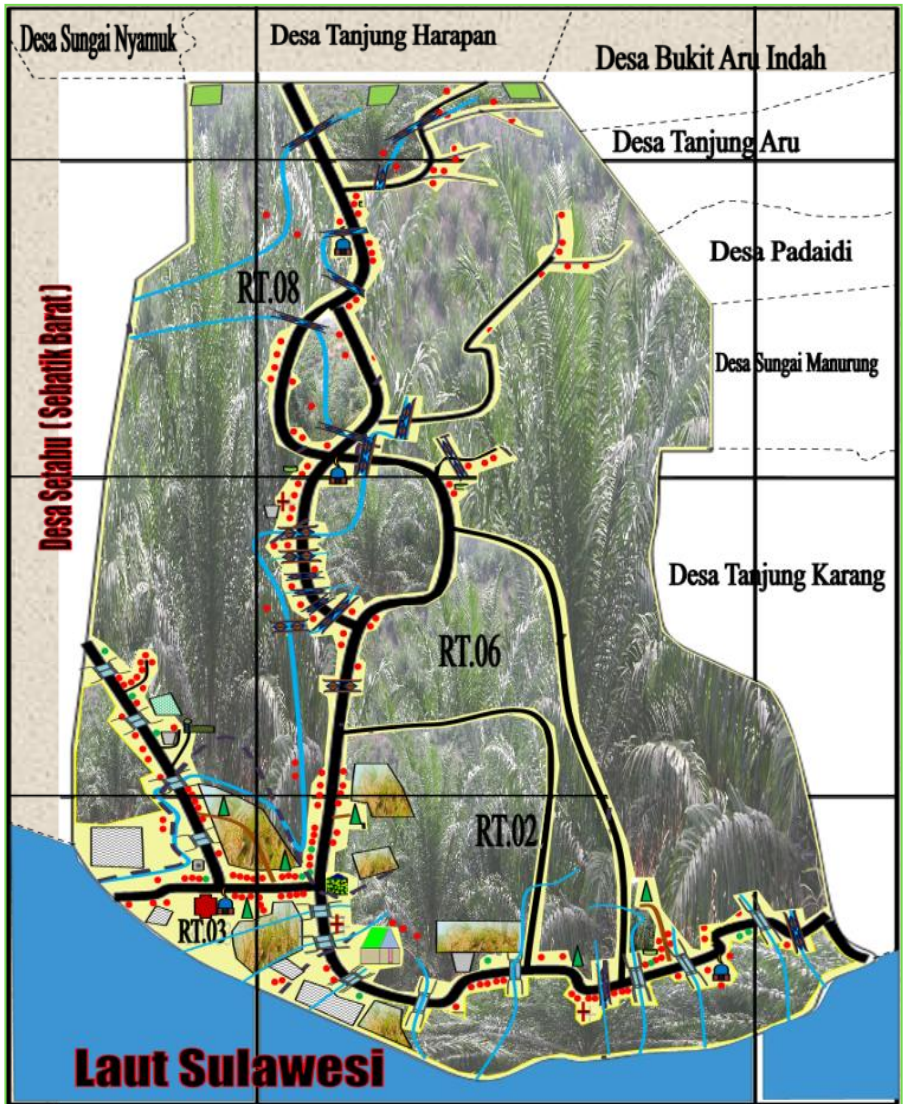 Desa Sungai Nyamuk
Desa Tanjung Harapan
Desa Bukit Aru Indah
Desa Tanjung Aru
Desa Padaidi
Desa Setabu ( Sebatik Barat )
RT.08
Desa Sungai Manurung
Desa Tanjung Karang
RT.06
RT.02
RT.03
Laut Sulawesi